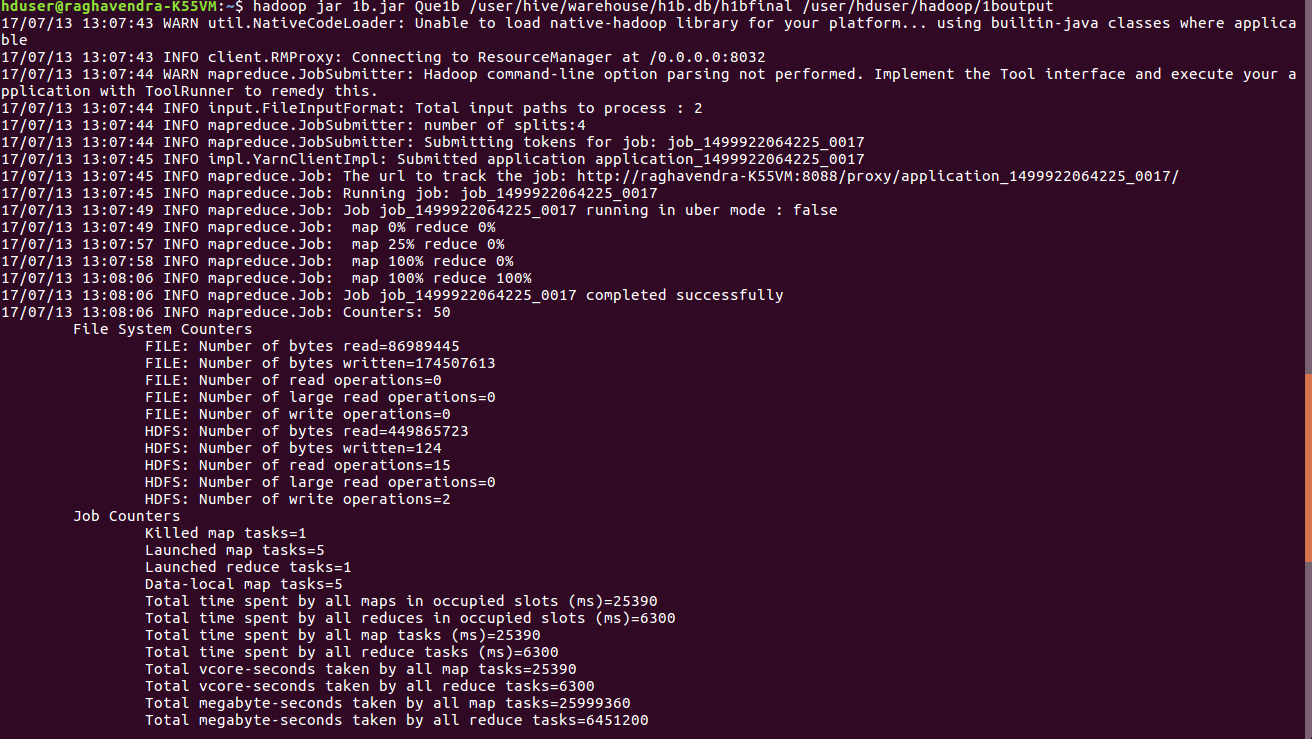 hduser@raghavendra-K55VM:~$ hadoop jar 1b.jar Que1b /user/hive/warehouse/h1b.db/h1bfinal /user/hduser/hadoop/1boutput
17/07/13 13:07:43 WARN util.NativeCodeLoader: Unable to load native-hadoop library for your platform... using builtin-java classes where applica
ble
17/07/13 13:07:43 INFO client.RMProxy: Connecting to ResourceManager at /0.0.0.0:8032
17/07/13 13:07:44 WARN mapreduce.JobSubmitter: Hadoop command-line option parsing not performed. Implement the Tool interface and execute your a
pplication with ToolRunner to remedy this.
17/07/13 13:07:44 INFO input.FileInputFormat: Total input paths to process : 2
17/07/13 13:07:44 INFO mapreduce.JobSubmitter: number of splits:4
17/07/13 13:07:44 INFO mapreduce.JobSubmitter: Submitting tokens for job: job_1499922064225_0017
17/07/13 13:07:45 INFO impl.YarnClientImpl: Submitted application application_1499922064225_0017
17/07/13 13:07:45 INFO mapreduce.Job: The url to track the job: http://raghavendra-K55VM:8088/proxy/application_1499922064225_0017/
17/07/13 13:07:45 INFO mapreduce.Job: Running job: job_1499922064225_0017
17/07/13 13:07:49 INFO mapreduce.Job: Job job_1499922064225_0017 running in uber mode : false
17/07/13 13:07:49 INFO mapreduce.Job:  map 0% reduce 0%
17/07/13 13:07:57 INFO mapreduce.Job:  map 25% reduce 0%
17/07/13 13:07:58 INFO mapreduce.Job:  map 100% reduce 0%
17/07/13 13:08:06 INFO mapreduce.Job:  map 100% reduce 100%
17/07/13 13:08:06 INFO mapreduce.Job: Job job_1499922064225_0017 completed successfully
17/07/13 13:08:06 INFO mapreduce.Job: Counters: 50
File System Counters
FILE: Number of bytes read=86989445
FILE: Number of bytes written=174507613
FILE: Number of read operations=0
FILE: Number of large read operations=0
FILE: Number of write operations=0
HDFS: Number of bytes read=449865723
HDFS: Number of bytes written=124
HDFS: Number of read operations=15
HDFS: Number of large read operations=0
HDFS: Number of write operations=2
Job Counters
Killed map tasks=1
Launched map tasks=5
Launched reduce tasks=1
Data-local map tasks=5
Total time spent by all maps in occupied slots (ms)=25390
Total time spent by all reduces in occupied slots (ms)=6300
Total time spent by all map tasks (ms)=25390
Total time spent by all reduce tasks (ms)=6300
Total vcore-seconds taken by all map tasks=25390
Total vcore-seconds taken by all reduce tasks=6300
Total megabyte-seconds taken by all map tasks=25999360
Total megabyte-seconds taken by all reduce tasks=6451200